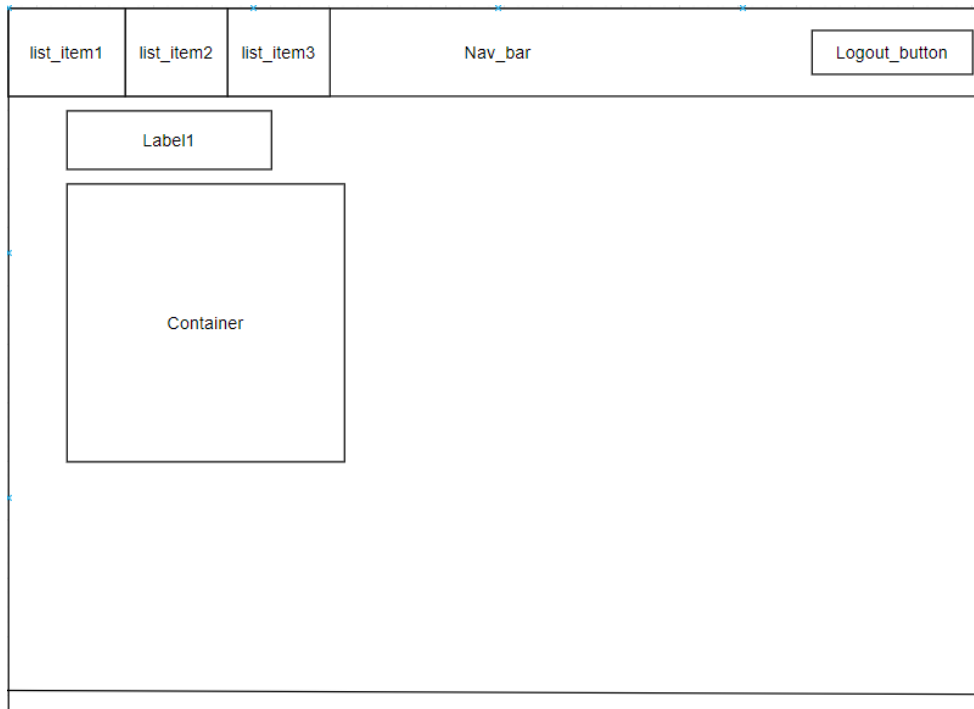 list_item1
list_item2
list_item3
Nav_bar
Logout_button
Label1
Container